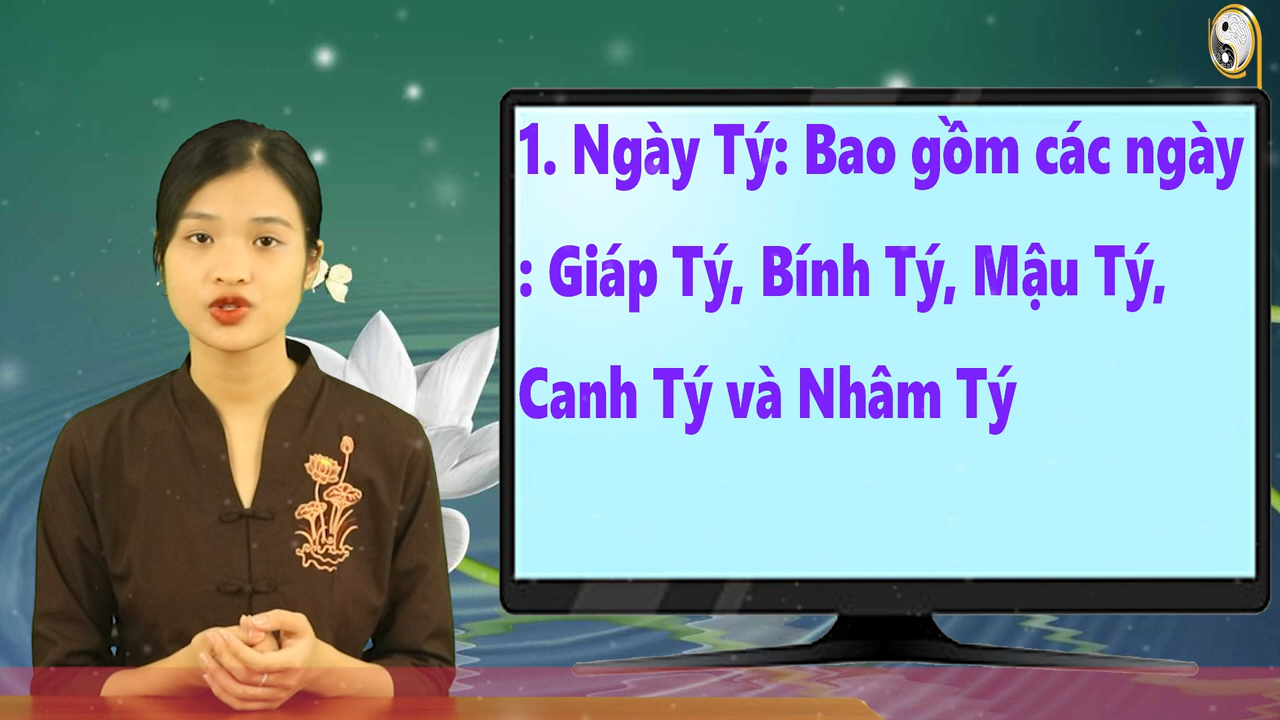 1. Ngày Tý: Bao gồm các ngày
: Giáp Tý, Bính Tý, Mậu Tý,
Canh Tý và Nhâm Tý